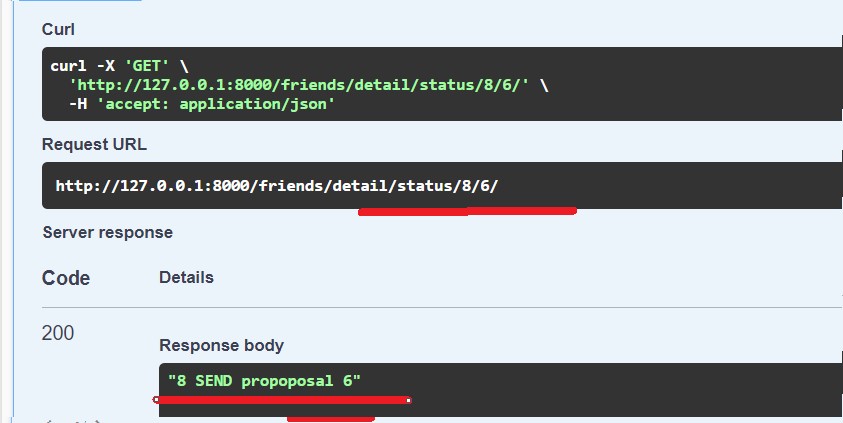 Curl
curl -X 'GET' \
'http://127.0.0.1:8000/friends/detail/status/8/6/' \
-H 'accept: application/json'
Request URL
http://127.0.0.1:8000/friends/detail/status/8/6/
Server response
Code Details
200
Response body
"8 SEND propoposal 6"